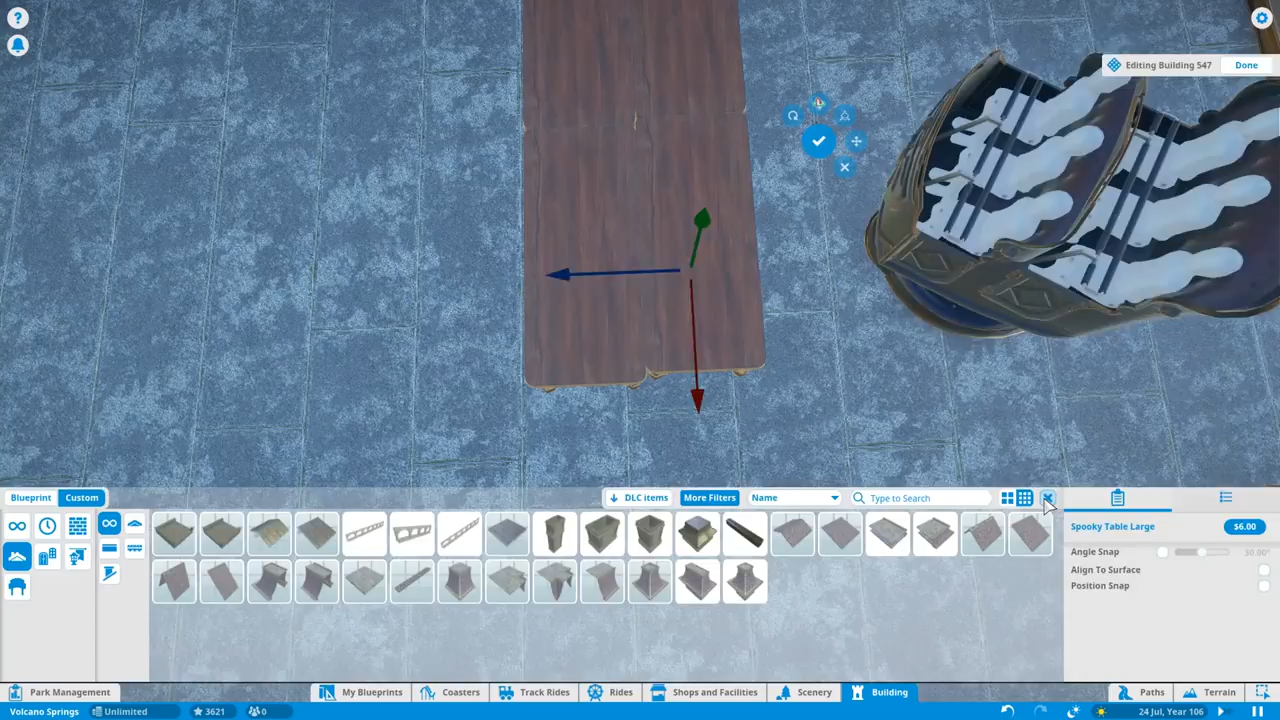 ?
Editing Building 547 Done
Blueprint Custom DLC items More Filters Name Type to Search
Spooky Table Large $6.00
Angle Snap 30.00°
Align To Surface
Position Snap
Park Management My Blueprints Coasters Track Rides Rides Shops and Facilities Scenery Building Paths Terrain
Volcano Springs Unlimited 3621 0 24 Jul, Year 106